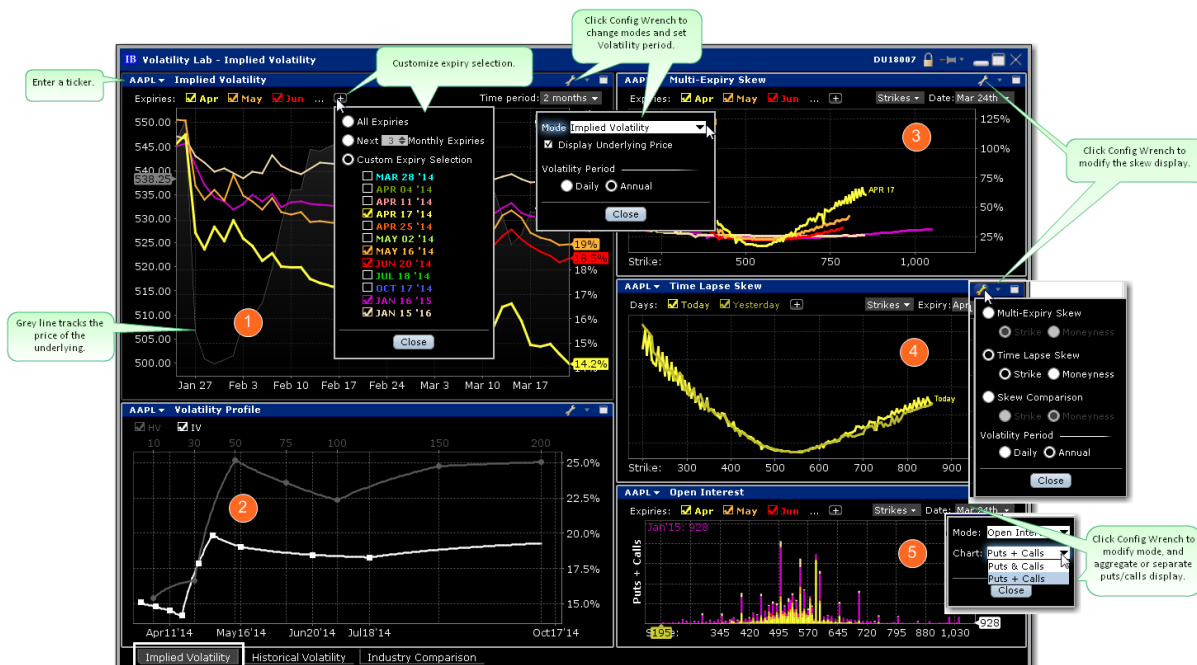 Click Config Wrench to
change modes and set
Volatility period.
IB Volatility Lab - Implied Volatility
DU18007
Enter a ticker.
Customize expiry selection.
AAPL Implied Volatility
Expiries: Apr May Jun ... +
Time period: 2 months
550.00
545.00
540.00
538.25
535.00
530.00
525.00
520.00
515.00
510.00
505.00
500.00
19%
18.5%
18%
17%
16%
15%
14.2%
Jan 27 Feb 3 Feb 10 Feb 17 Feb 24 Mar 3 Mar 10 Mar 17
1
Grey line tracks the
price of the
underlying.
All Expiries
Next 3 Monthly Expiries
Custom Expiry Selection
MAR 28 '14
APR 04 '14
APR 11 '14
APR 17 '14
APR 25 '14
MAY 02 '14
MAY 16 '14
JUN 20 '14
JUL 18 '14
OCT 17 '14
JAN 16 '15
JAN 15 '16
Close
Mode Implied Volatility
Display Underlying Price
Volatility Period
Daily Annual
Close
AAPL Multi-Expiry Skew
Expiries: Apr May Jun ... +
Strikes Date: Mar 24th
125%
100%
75%
50%
25%
3
APR 17
Strike: 500 750 1,000
Click Config Wrench to
modify the skew display.
AAPL Time Lapse Skew
Days: Today Yesterday +
Strikes Expiry: Apr
4
Today
Strike: 300 400 500 600 700 800 900
Multi-Expiry Skew
Strike Moneyness
Time Lapse Skew
Strike Moneyness
Skew Comparison
Strike Moneyness
Volatility Period
Daily Annual
Close
AAPL Volatility Profile
HV IV
10 30 50 75 100 150 200
25.0%
22.5%
20.0%
17.5%
15.0%
2
Apr11'14 May16'14 Jun20'14 Jul18'14 Oct17'14
AAPL Open Interest
Expiries: Apr May Jun ... +
Strikes Date: Mar 24th
Jan'15: 928
Puts + Calls
5
195 345 420 495 570 645 720 795 880 1,030
928
Mode: Open Inter
Chart: Puts + Calls
Puts & Calls
Puts + Calls
Close
Click Config Wrench to
modify mode, and
aggregate or separate
puts/calls display.
Implied Volatility Historical Volatility Industry Comparison